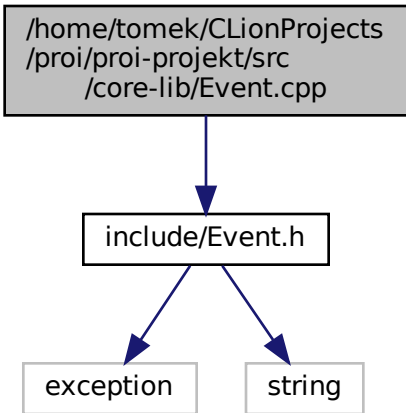 /home/tomek/CLionProjects
/proi/proi-projekt/src
/core-lib/Event.cpp
include/Event.h
exception
string